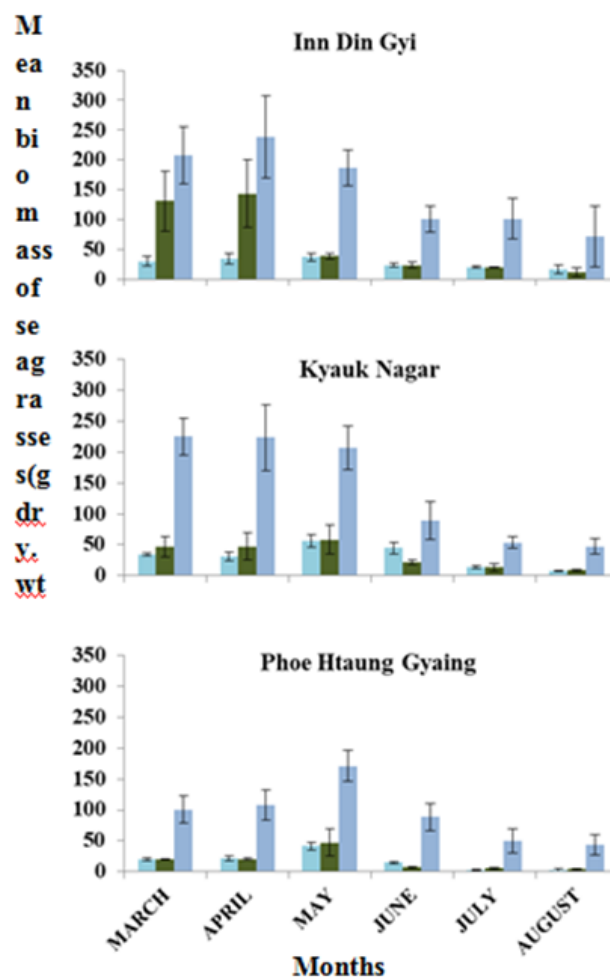 M
ea
n
bi
o
m
ass
of
se
ag
ra
sse
s(g
dr
y.
wt
Inn Din Gyi
350
300
250
200
150
100
50
0
Kyauk Nagar
350
300
250
200
150
100
50
0
Phoe Htaung Gyaing
350
300
250
200
150
100
50
0
MARCH APRIL MAY JUNE JULY AUGUST
Months